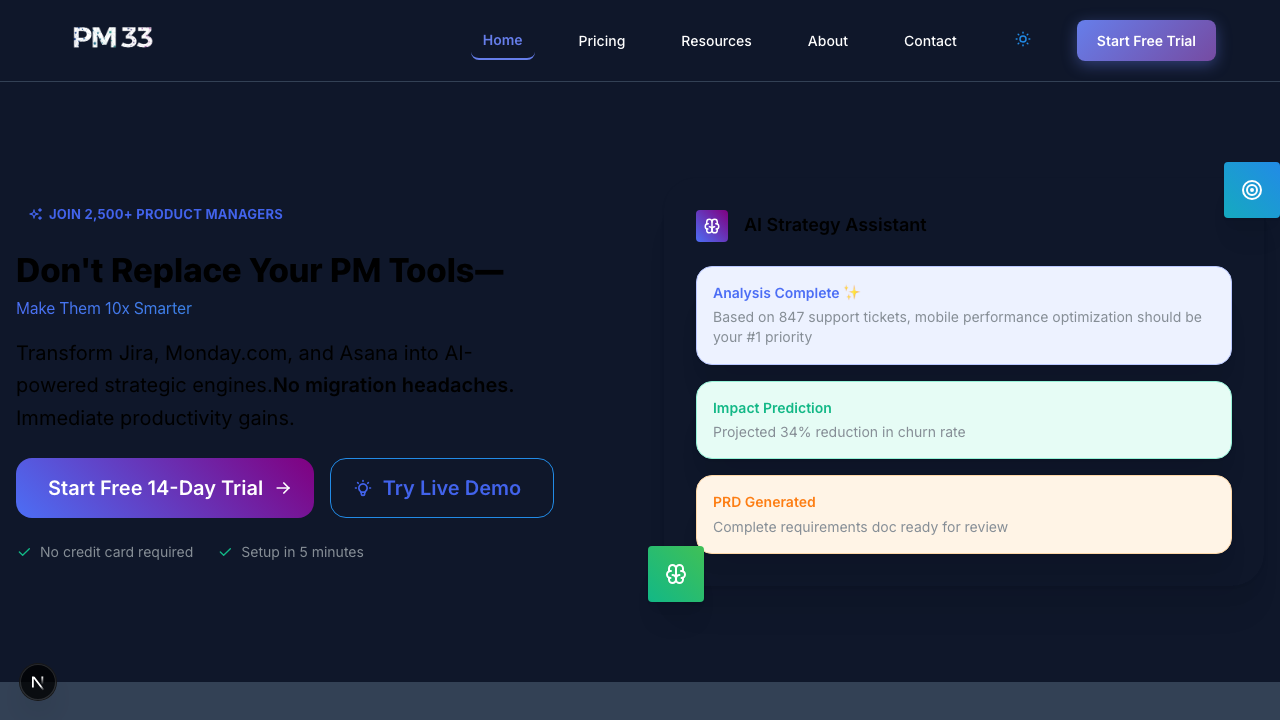 PM 33
Home
Pricing
Resources
About
Contact
Start Free Trial
JOIN 2,500+ PRODUCT MANAGERS
Don't Replace Your PM Tools—
Make Them 10x Smarter
Transform Jira, Monday.com, and Asana into AI-
powered strategic engines.No migration headaches.
Immediate productivity gains.
Start Free 14-Day Trial
Try Live Demo
No credit card required
Setup in 5 minutes
AI Strategy Assistant
Analysis Complete ✨
Based on 847 support tickets, mobile performance optimization should be
your #1 priority
Impact Prediction
Projected 34% reduction in churn rate
PRD Generated
Complete requirements doc ready for review
N